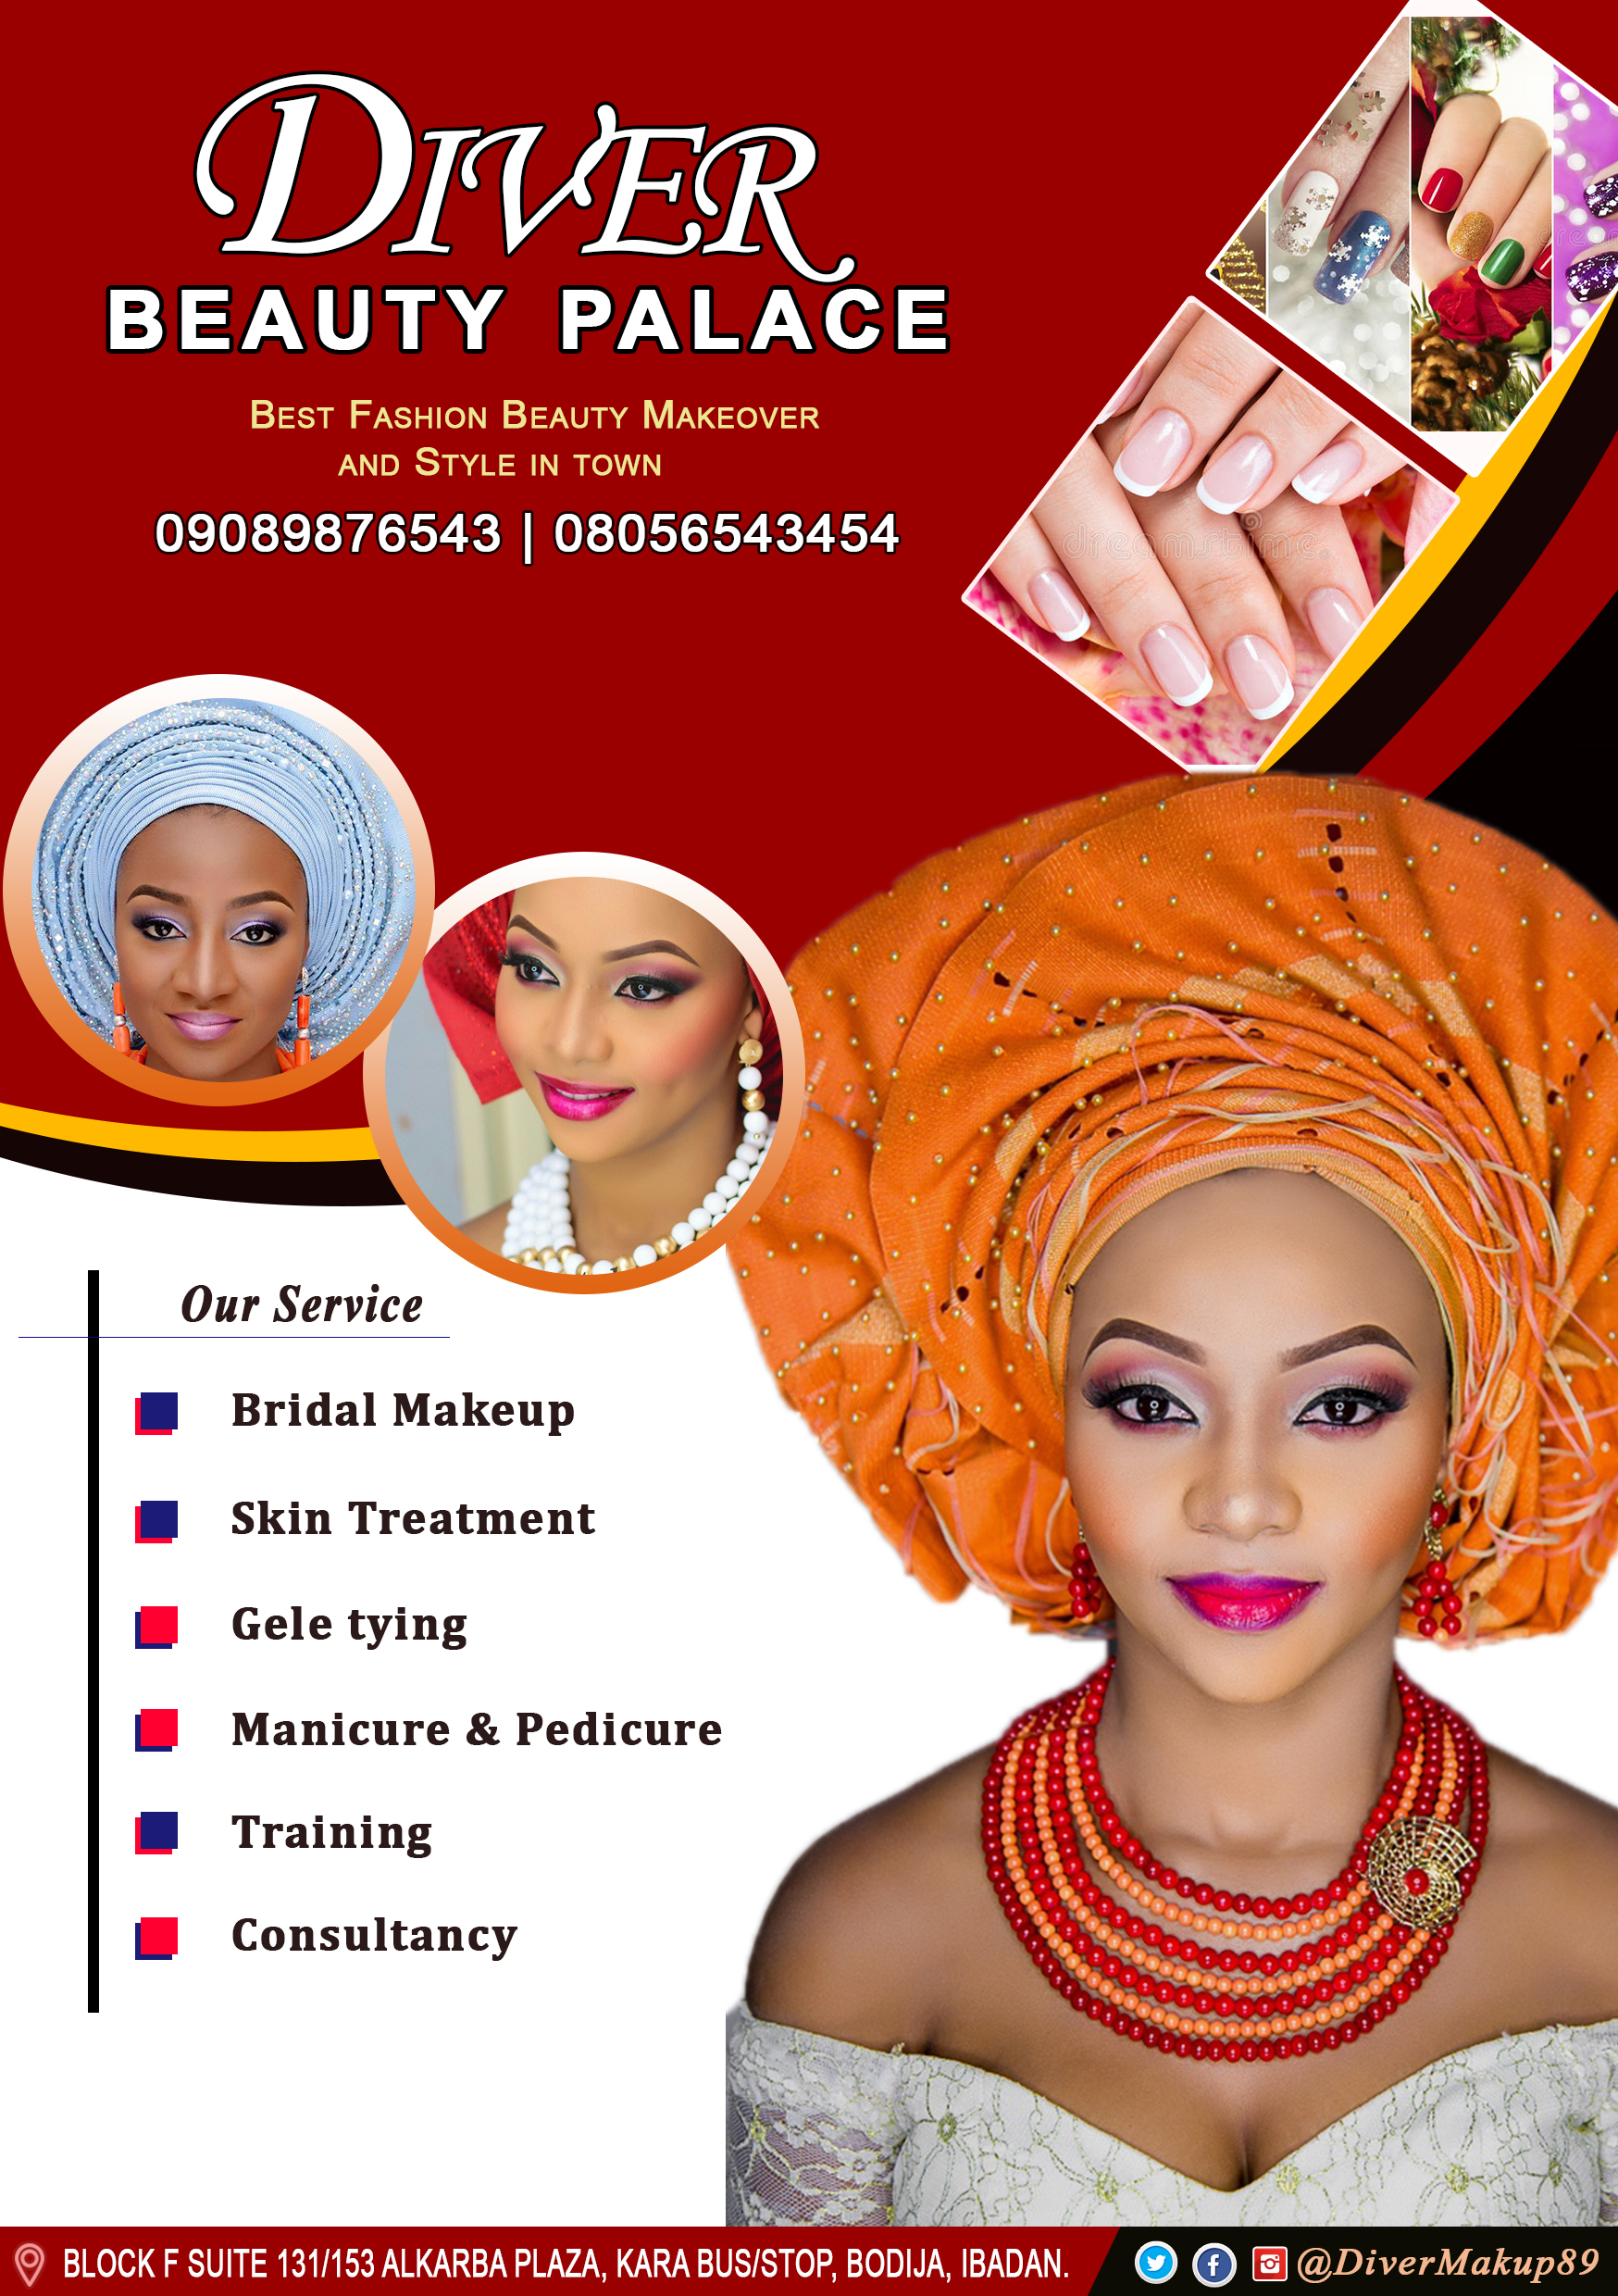 DIVER
BEAUTY PALACE
BEST FASHION BEAUTY MAKEOVER
AND STYLE IN TOWN
09089876543 | 08056543454
dreamstime.
Our Service
Bridal Makeup
Skin Treatment
Gele tying
Manicure & Pedicure
Training
Consultancy
BLOCK F SUITE 131/153 ALKARBA PLAZA, KARA BUS/STOP, BODIJA, IBADAN.
@DiverMakup89